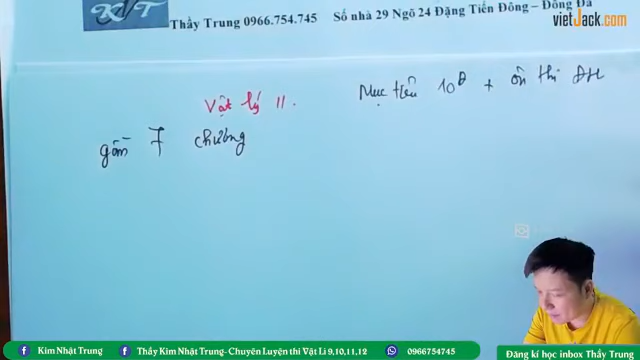 KNT
Thầy Trung 0966.754.745 Số nhà 29 Ngõ 24 Đặng Tiến Đông – Đống Đa
vietJack.com
Mục tiêu 10đ + ôn thi ĐH
Vật lý 11.
gồm 7 chương
Kim Nhật Trung
Thầy Kim Nhật Trung- Chuyên Luyện thi Vật Lí 9,10,11,12
0966754745
Đăng kí học inbox Thầy Trung